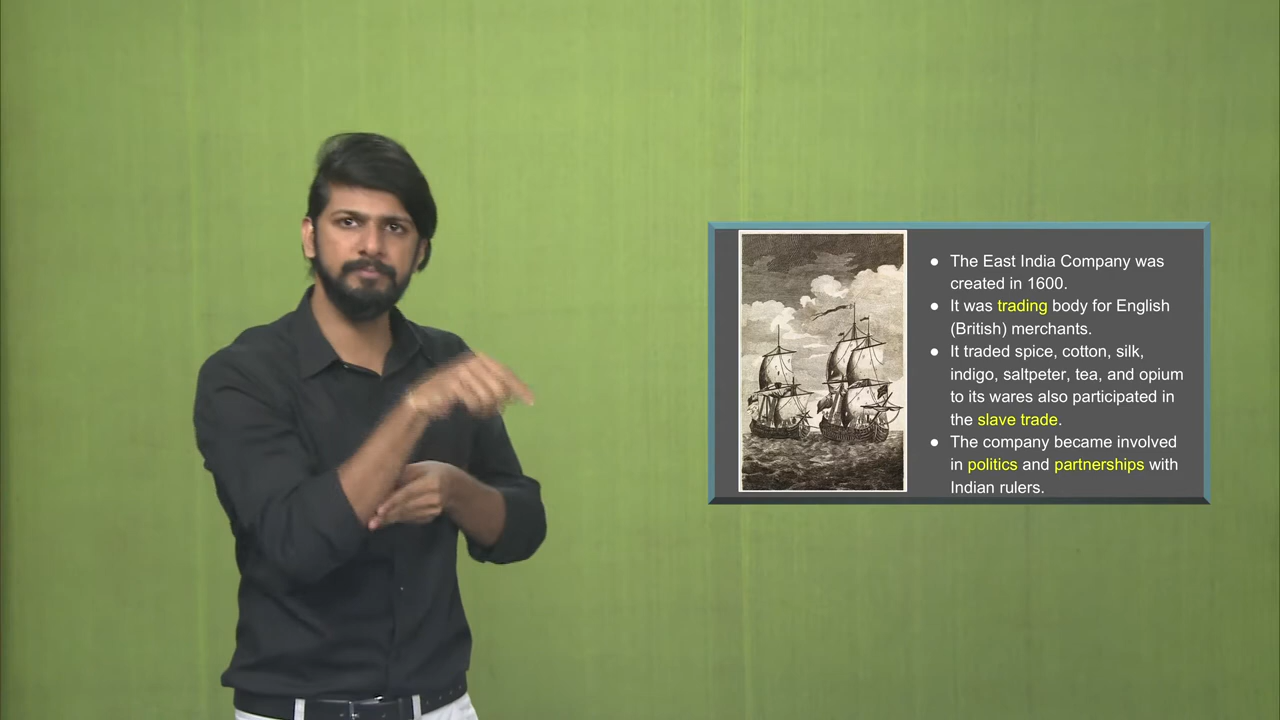 ● The East India Company was
created in 1600.
● It was trading body for English
(British) merchants.
● It traded spice, cotton, silk,
indigo, saltpeter, tea, and opium
to its wares also participated in
the slave trade.
● The company became involved
in politics and partnerships with
Indian rulers.